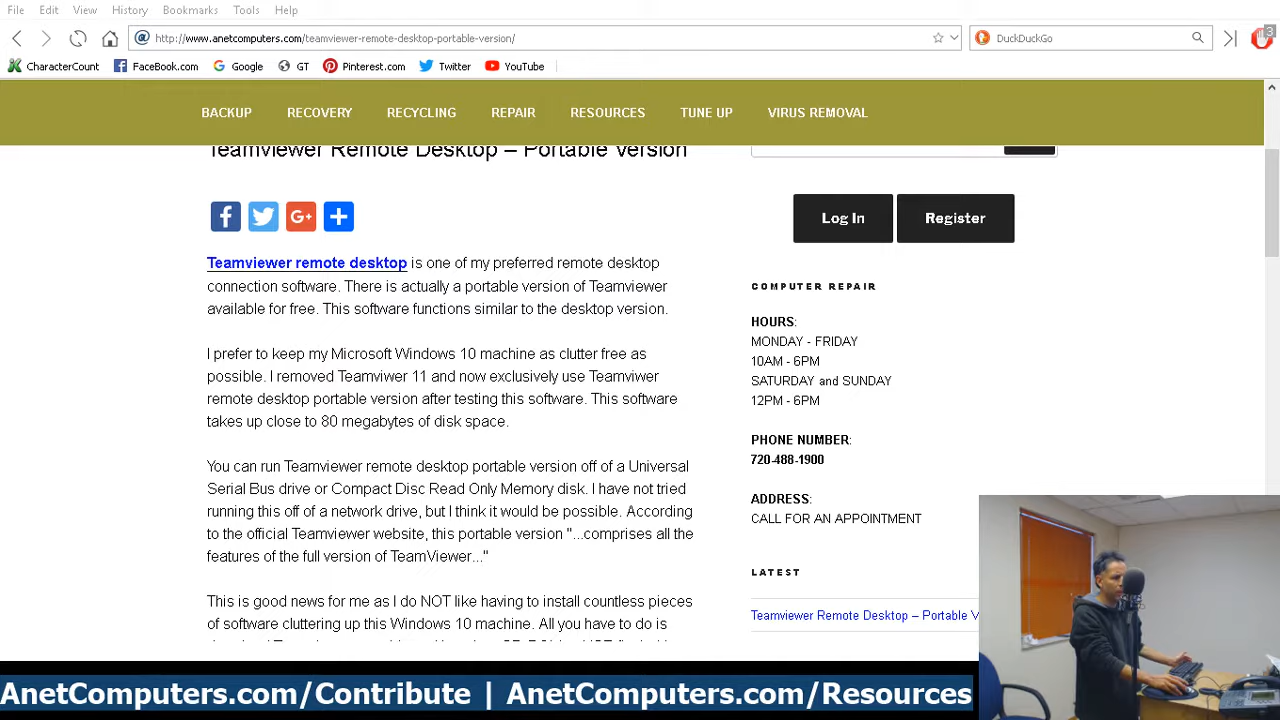 File Edit View History Bookmarks Tools Help
http://www.anetcomputers.com/teamviewer-remote-desktop-portable-version/
DuckDuckGo
3
CharacterCount FaceBook.com Google GT Pinterest.com Twitter YouTube
BACKUP RECOVERY RECYCLING REPAIR RESOURCES TUNE UP VIRUS REMOVAL
Teamviewer Remote Desktop – Portable Version
Teamviewer remote desktop is one of my preferred remote desktop
connection software. There is actually a portable version of Teamviewer
available for free. This software functions similar to the desktop version.
I prefer to keep my Microsoft Windows 10 machine as clutter free as
possible. I removed Teamviwer 11 and now exclusively use Teamviwer
remote desktop portable version after testing this software. This software
takes up close to 80 megabytes of disk space.
You can run Teamviewer remote desktop portable version off of a Universal
Serial Bus drive or Compact Disc Read Only Memory disk. I have not tried
running this off of a network drive, but I think it would be possible. According
to the official Teamviewer website, this portable version "...comprises all the
features of the full version of TeamViewer..."
This is good news for me as I do NOT like having to install countless pieces
of software cluttering up this Windows 10 machine. All you have to do is
Log In Register
COMPUTER REPAIR
HOURS:
MONDAY - FRIDAY
10AM - 6PM
SATURDAY and SUNDAY
12PM - 6PM
PHONE NUMBER:
720-488-1900
ADDRESS:
CALL FOR AN APPOINTMENT
LATEST
Teamviewer Remote Desktop – Portable V
AnetComputers.com/Contribute | AnetComputers.com/Resources